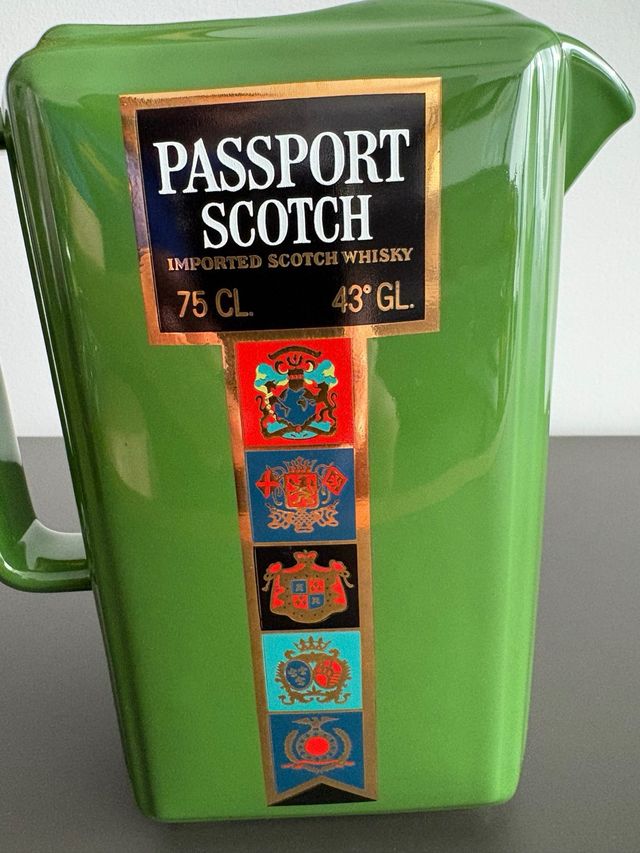 PASSPORT
SCOTCH
IMPORTED SCOTCH WHISKY
75 CL. 43° GL.